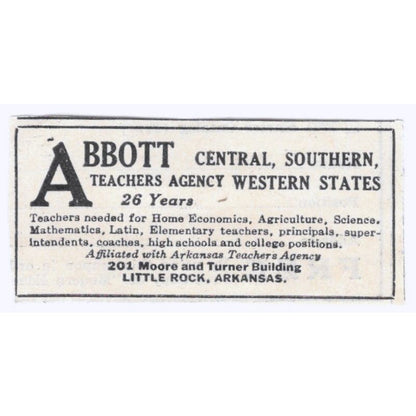 ABBOTT CENTRAL, SOUTHERN,
TEACHERS AGENCY WESTERN STATES
26 Years
Teachers needed for Home Economics, Agriculture, Science,
Mathematics, Latin, Elementary teachers, principals, super-
intendents, coaches, high schools and college positions.
Affiliated with Arkansas Teachers Agency
201 Moore and Turner Building
LITTLE ROCK, ARKANSAS.